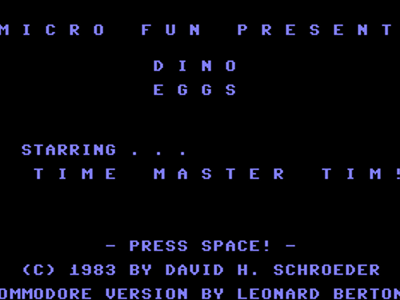 MICRO FUN PRESENT
DINO
EGGS
STARRING ...
TIME MASTER TIM!
- PRESS SPACE! -
(C) 1983 BY DAVID H. SCHROEDER
OMMODORE VERSION BY LEONARD BERTON